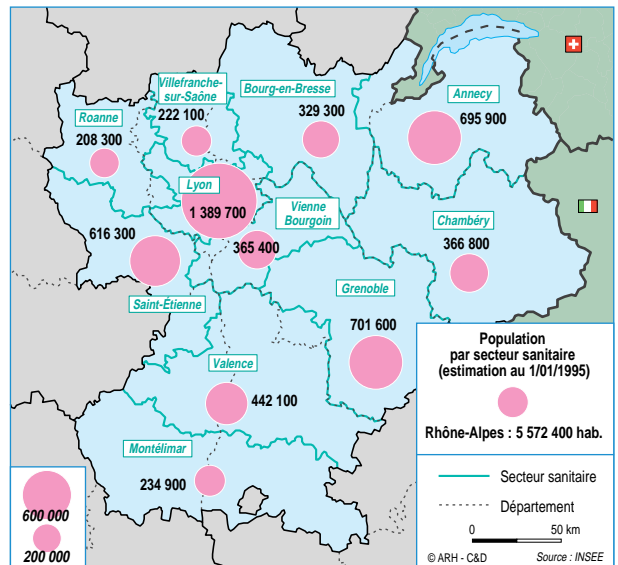 Villefranche-
sur-Saône
222 100
Bourg-en-Bresse
329 300
Annecy
695 900
Roanne
208 300
Lyon
1 389 700
Vienne
Bourgoin
365 400
Chambéry
366 800
616 300
Saint-Étienne
Grenoble
701 600
Valence
442 100
Montélimar
234 900
600 000
200 000
Population
par secteur sanitaire
(estimation au 1/01/1995)
Rhône-Alpes : 5 572 400 hab.
Secteur sanitaire
Département
0 50 km
© ARH - C&D Source : INSEE